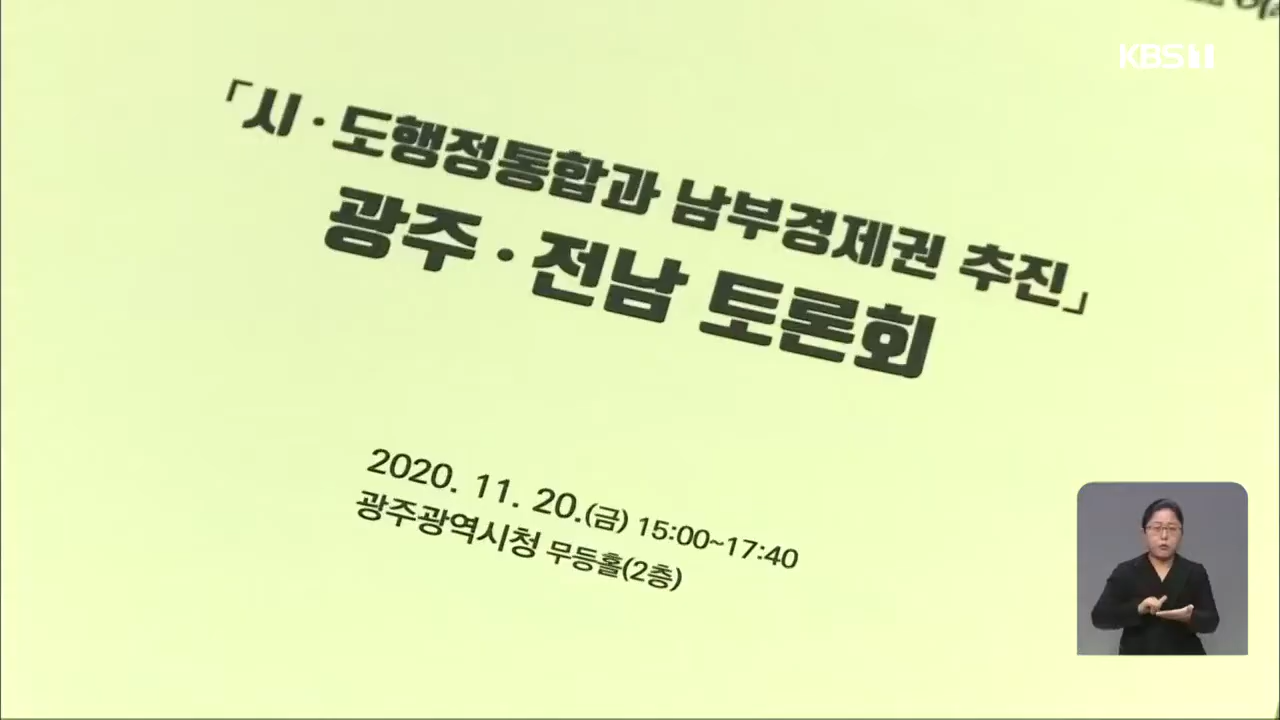 KBS 1
「시·도행정통합과 남부경제권 추진」
광주·전남 토론회
2020. 11. 20.(금) 15:00~17:40
광주광역시청 무등홀(2층)